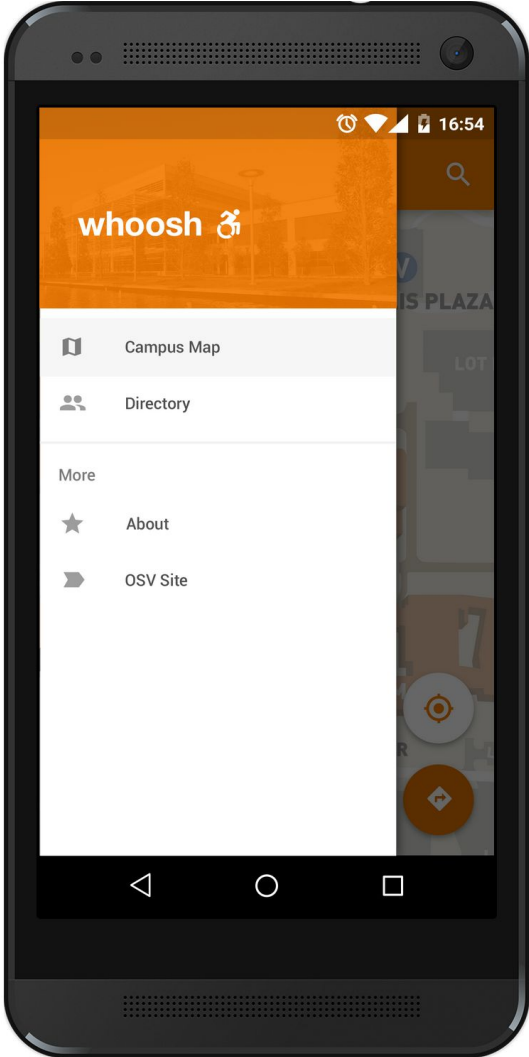 16:54
whoosh
IS PLAZA
Campus Map
LOT
Directory
More
About
OSV Site